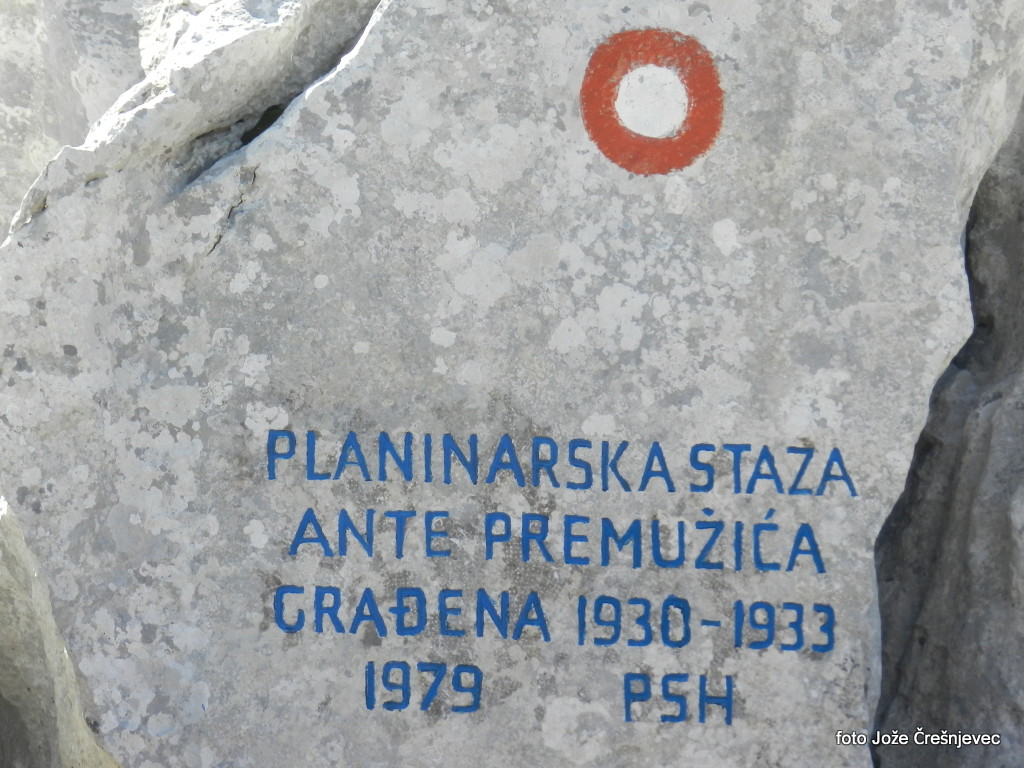 PLANINARSKA STAZA
ANTE PREMUŽIĆA
GRAĐENA 1930-1933
1979 PSH
foto Jože Črešnjevec